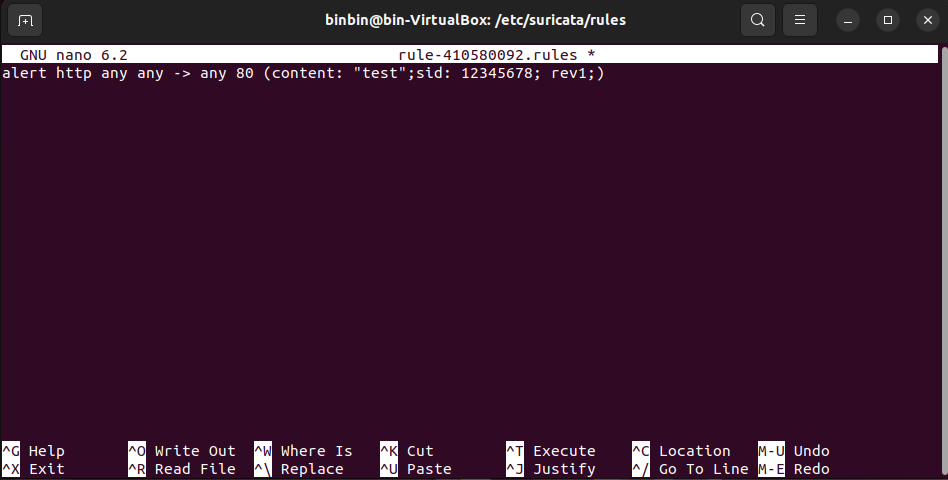 binbin@bin-VirtualBox: /etc/suricata/rules
GNU nano 6.2 rule-410580092.rules *
alert http any any -> any 80 (content: "test";sid: 12345678; rev1;)
^G Help ^O Write Out ^W Where Is ^K Cut ^T Execute ^C Location M-U Undo
^X Exit ^R Read File ^\ Replace ^U Paste ^J Justify ^/ Go To Line M-E Redo